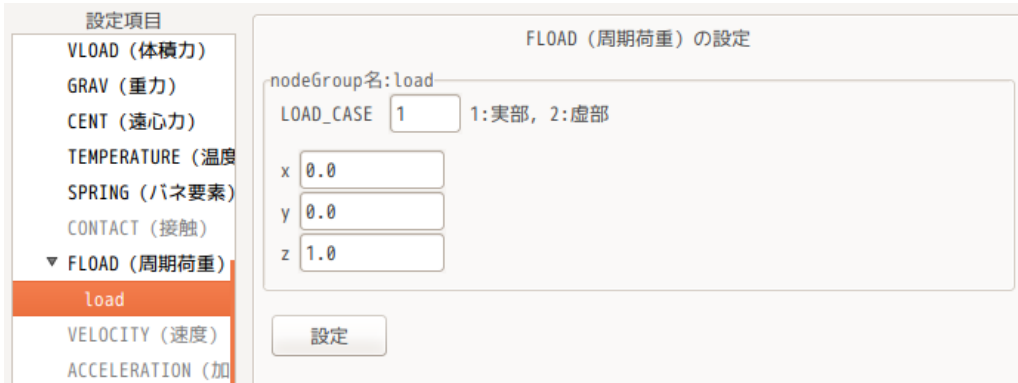 設定項目
VLOAD (体積力)
GRAV (重力)
CENT (遠心力)
TEMPERATURE (温度
SPRING (バネ要素)
CONTACT (接触)
▼ FLOAD (周期荷重)
load
VELOCITY (速度)
ACCELERATION (加
FLOAD (周期荷重) の設定
nodeGroup名:load
LOAD_CASE 1 1:実部, 2:虚部
x 0.0
y 0.0
z 1.0
設定